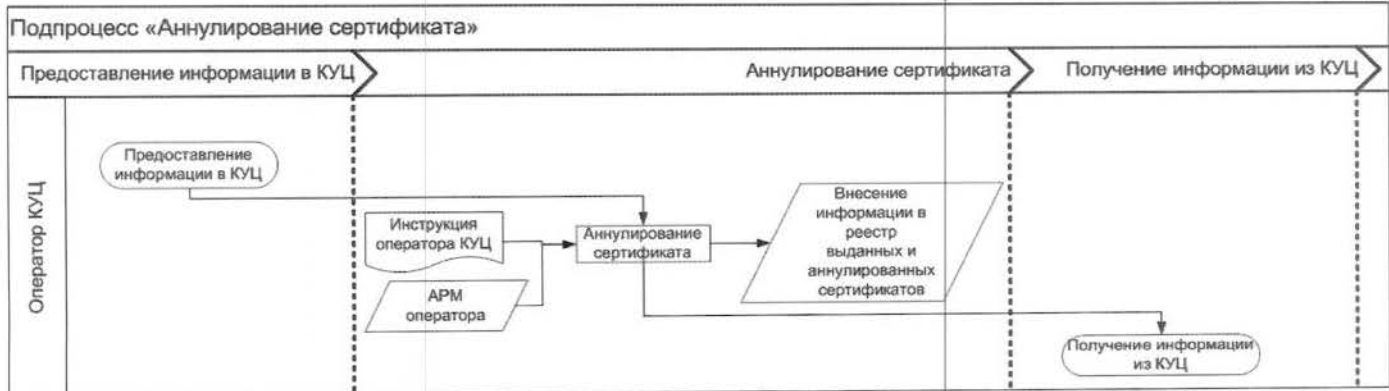 Подпроцесс «Аннулирование сертификата»
Предоставление информации в КУЦ
Аннулирование сертификата
Получение информации из КУЦ
Оператор КУЦ
Предоставление
информации в КУЦ
Инструкция
оператора КУЦ
АРМ
оператора
Аннулирование
сертификата
Внесение
информации в
реестр
выданных и
аннулированных
сертификатов
Получение информации
из КУЦ